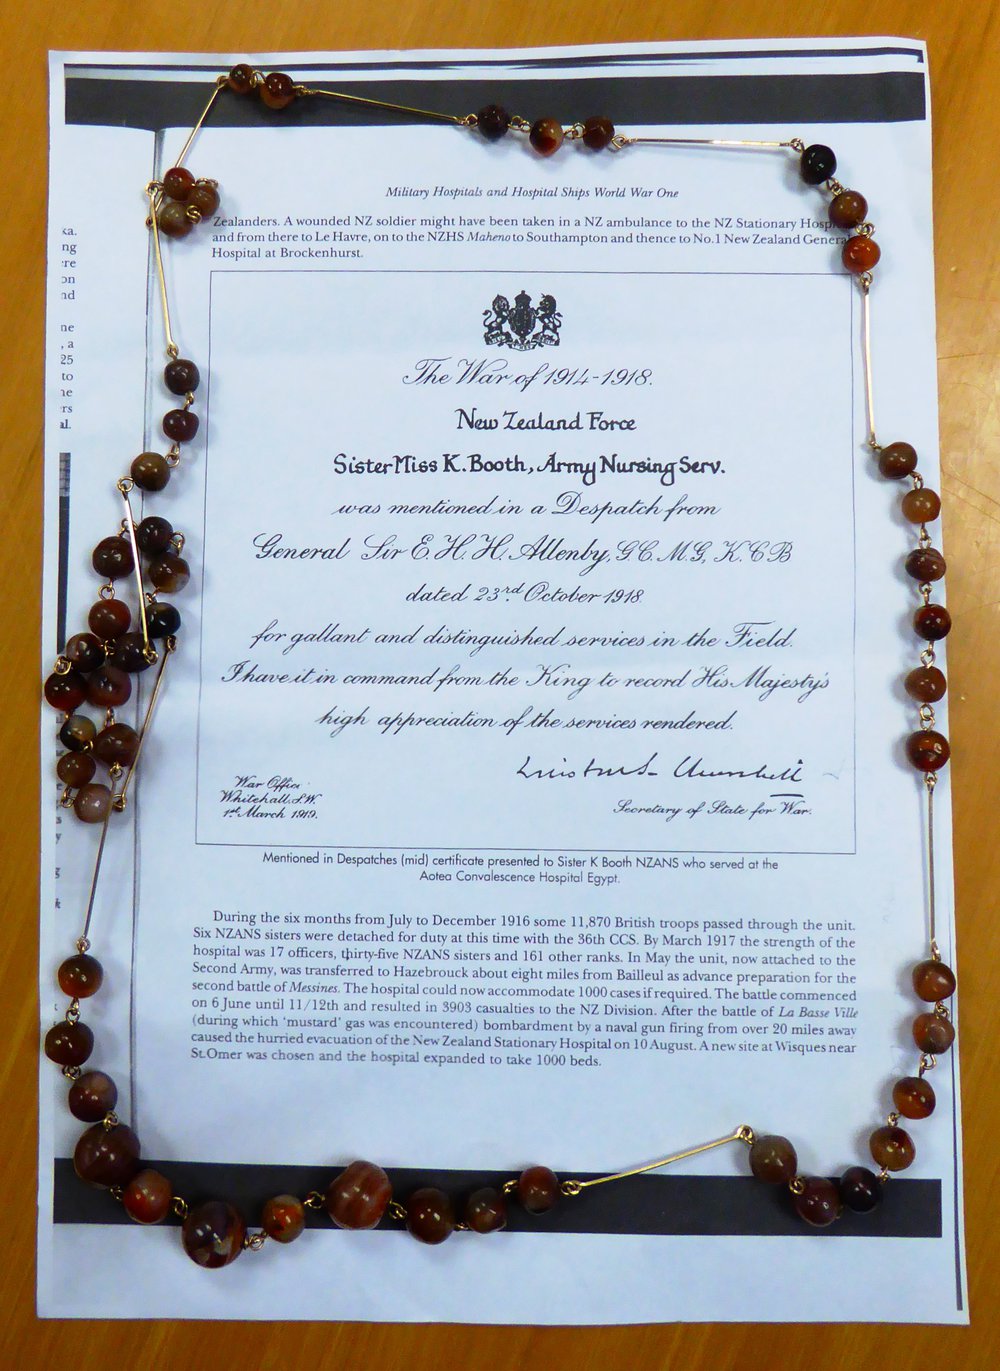 Military Hospitals and Hospital Ships World War One
Zealanders. A wounded NZ soldier might have been taken in a NZ ambulance to the NZ Stationary
and from there to Le Havre, on to the NZHS Maheno to Southampton and thence to No.1 New Zealand General
Hospital at Brockenhurst.
The War of 1914-1918.
New Zealand Force
Sister Miss K. Booth, Army Nursing Serv.
was mentioned in a Despatch from
General Sir E. H. H. Allenby, G.C.M.G, K.C.B
dated 23rd. October 1918.
for gallant and distinguished services in the Field.
I have it in command from the King to record His Majesty's
high appreciation of the services rendered.
Winston S. Churchill
War Office
Whitehall, S.W.
1st. March 1919.
Secretary of State for War.
Mentioned in Despatches (mid) certificate presented to Sister K Booth NZANS who served at the
Aotea Convalescence Hospital Egypt.
During the six months from July to December 1916 some 11,870 British troops passed through the unit.
Six NZANS sisters were detached for duty at this time with the 36th CCS. By March 1917 the strength of the
hospital was 17 officers, thirty-five NZANS sisters and 161 other ranks. In May the unit, now attached to the
Second Army, was transferred to Hazebrouck about eight miles from Bailleul as advance preparation for the
second battle of Messines. The hospital could now accommodate 1000 cases if required. The battle commenced
on 6 June until 11/12th and resulted in 3903 casualties to the NZ Division. After the battle of La Basse Ville
(during which 'mustard' gas was encountered) bombardment by a naval gun firing from over 20 miles away
caused the hurried evacuation of the New Zealand Stationary Hospital on 10 August. A new site at Wisques near
St.Omer was chosen and the hospital expanded to take 1000 beds.